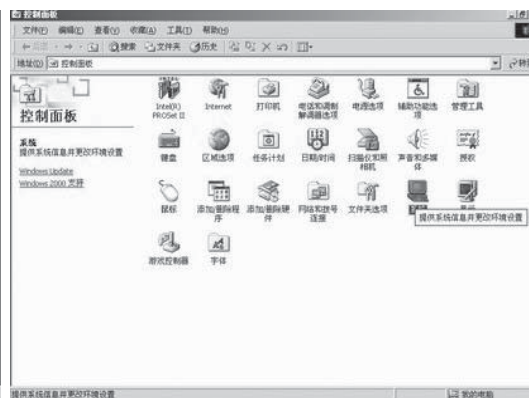 控制面板
文件(F) 编辑(E) 查看(V) 收藏(A) 工具(T) 帮助(H)
搜索 文件夹 历史
地址(D) 控制面板
控制面板
系统
提供系统信息并更改环境设置
Windows Update
Windows 2000 支持
Intel(R) PROSet II
Internet
打印机
电话和调制解调器选项
电源选项
辅助功能选项
管理工具
键盘
区域选项
任务计划
日期/时间
扫描仪和照相机
声音和多媒体
授权
鼠标
添加/删除程序
添加/删除硬件
网络和拨号连接
文件夹选项
提供系统信息并更改环境设置
游戏控制器
字体
提供系统信息并更改环境设置
我的电脑